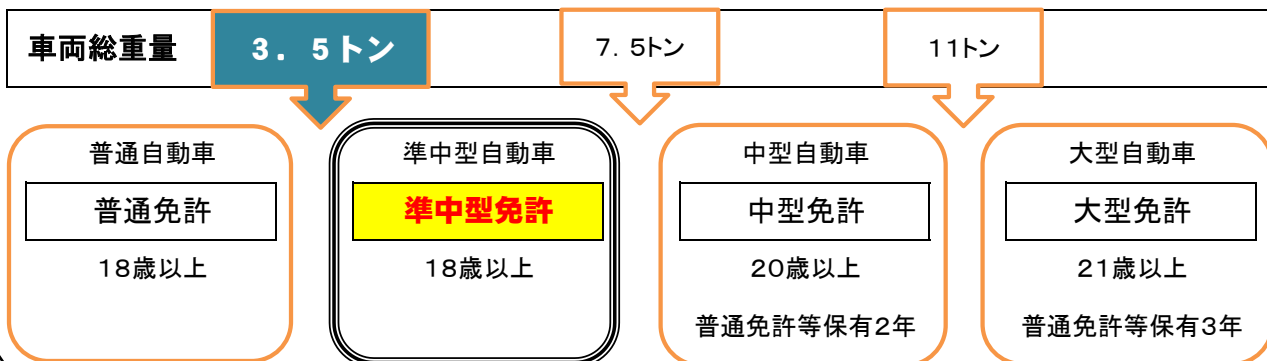 車両総重量
3．5トン
7．5トン
11トン
普通自動車
普通免許
18歳以上
準中型自動車
準中型免許
18歳以上
中型自動車
中型免許
20歳以上
普通免許等保有2年
大型自動車
大型免許
21歳以上
普通免許等保有3年